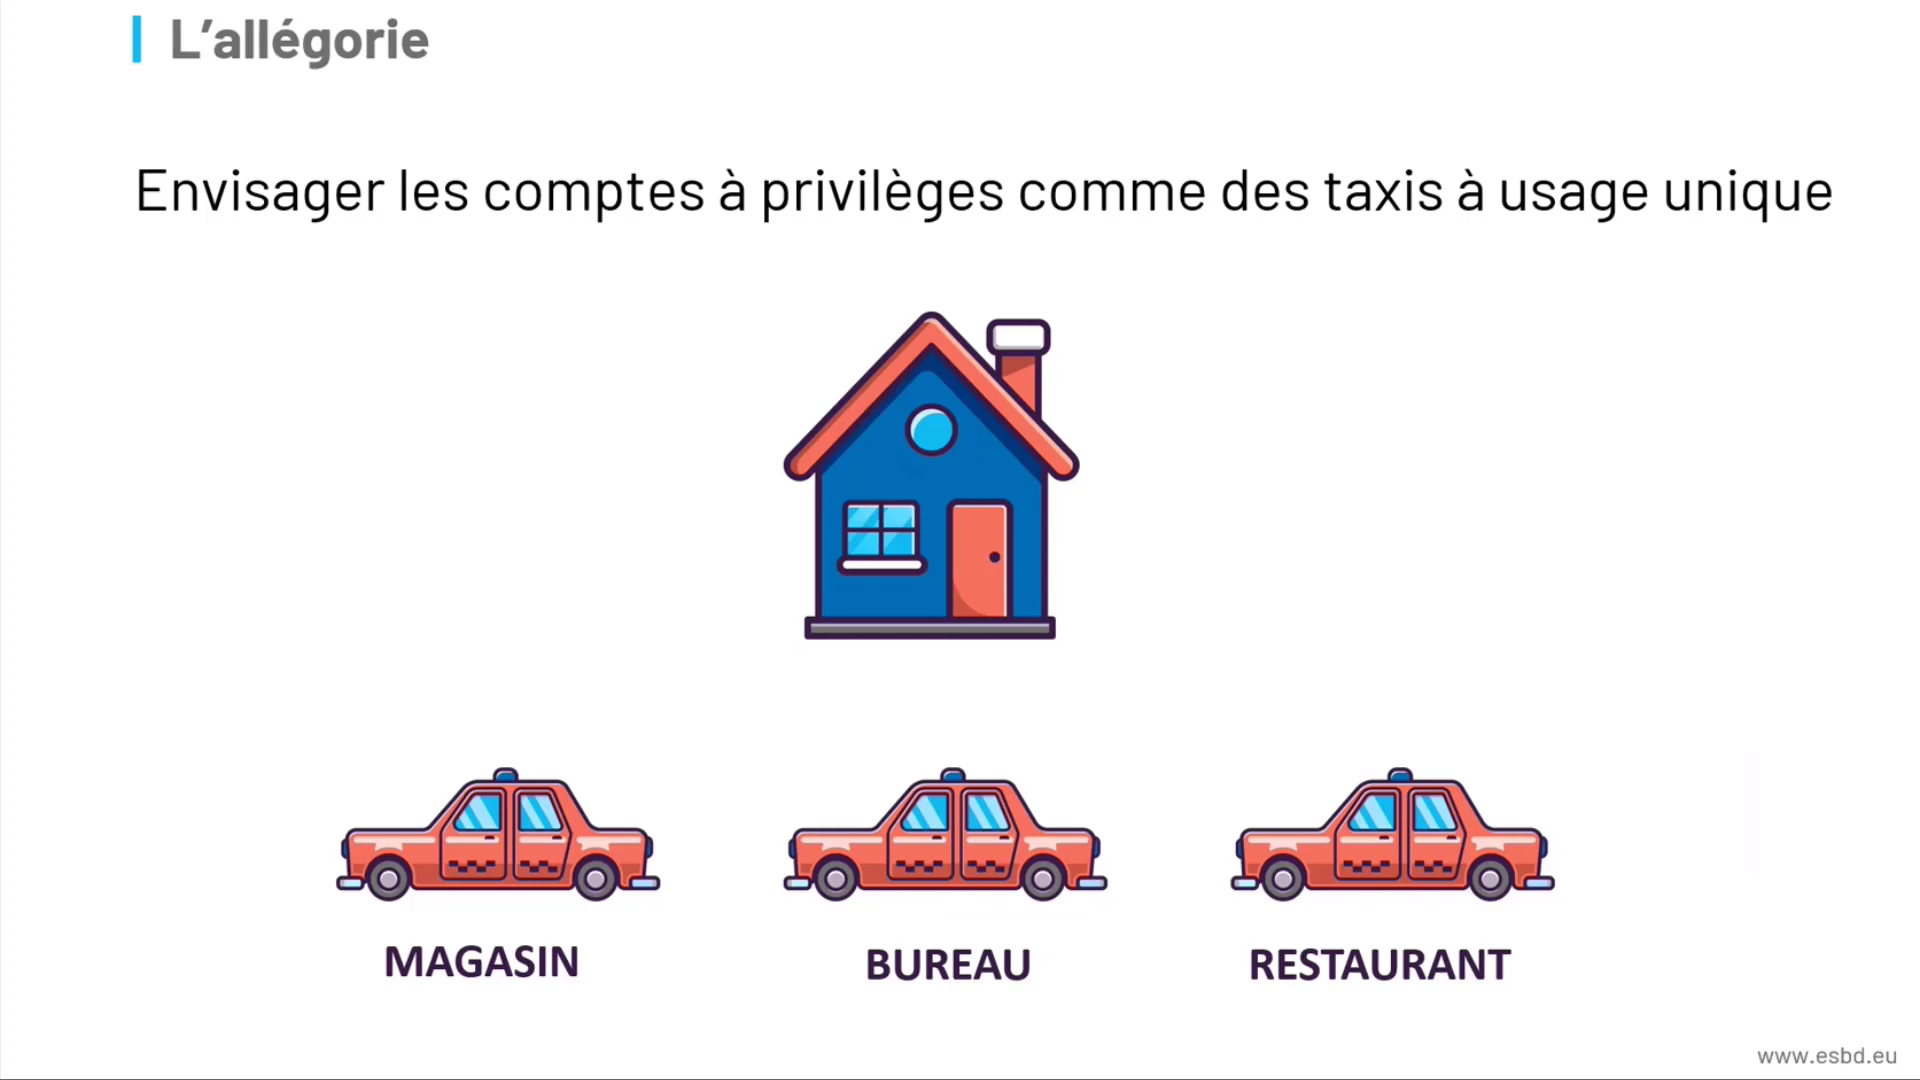 L’allégorie
Envisager les comptes à privilèges comme des taxis à usage unique
MAGASIN
BUREAU
RESTAURANT
www.esbd.eu